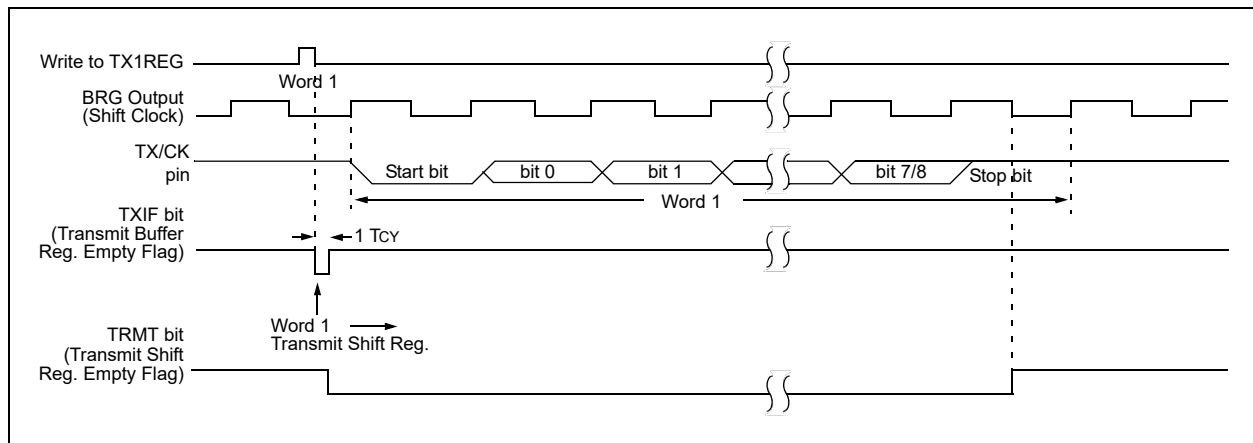 Write to TX1REG
Word 1
BRG Output
(Shift Clock)
TX/CK
pin
Start bit
bit 0
bit 1
bit 7/8
Stop bit
Word 1
TXIF bit
(Transmit Buffer
Reg. Empty Flag)
1 TCY
Word 1
Transmit Shift Reg.
TRMT bit
(Transmit Shift
Reg. Empty Flag)